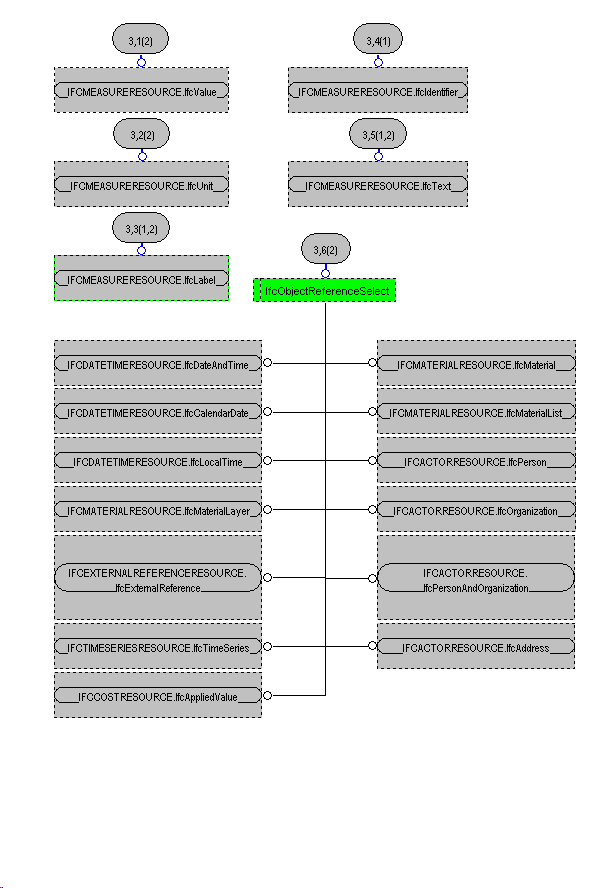 3,1(2)
3,4(1)
IFCMEASURERESOURCE.IfcValue
IFCMEASURERESOURCE.IfcIdentifier
3,2(2)
3,5(1,2)
IFCMEASURERESOURCE.IfcUnit
IFCMEASURERESOURCE.IfcText
3,3(1,2)
3,6(2)
IFCMEASURERESOURCE.IfcLabel
IfcObjectReferenceSelect
IFCDATETIMERESOURCE.IfcDateAndTime
IFCMATERIALRESOURCE.IfcMaterial
IFCDATETIMERESOURCE.IfcCalendarDate
IFCMATERIALRESOURCE.IfcMaterialList
IFCDATETIMERESOURCE.IfcLocalTime
IFCACTORRESOURCE.IfcPerson
IFCMATERIALRESOURCE.IfcMaterialLayer
IFCACTORRESOURCE.IfcOrganization
IFCEXTERNALREFERENCERESOURCE.
IfcExternalReference
IFCACTORRESOURCE.
IfcPersonAndOrganization
IFCTIMESERIESRESOURCE.IfcTimeSeries
IFCACTORRESOURCE.IfcAddress
IFCCOSTRESOURCE.IfcAppliedValue